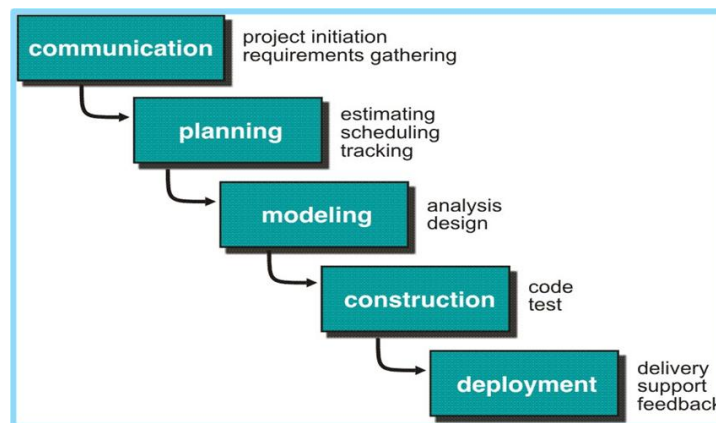 communication
project initiation
requirements gathering
planning
estimating
scheduling
tracking
modeling
analysis
design
construction
code
test
deployment
delivery
support
feedback